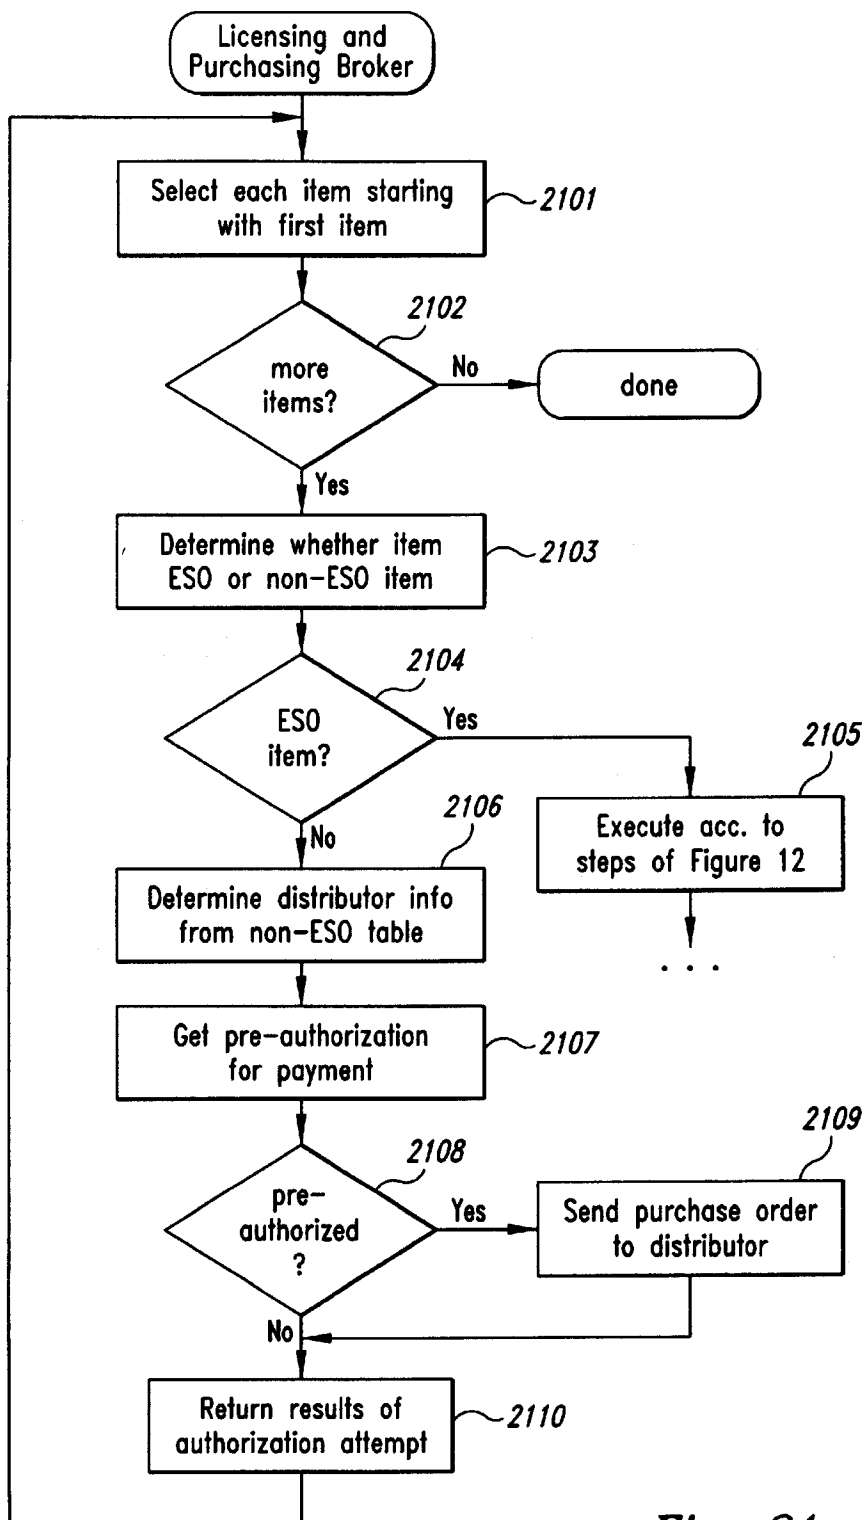 Licensing and
Purchasing Broker
Select each item starting
with first item
2101
2102
more
items?
No
done
Yes
Determine whether item
ESO or non-ESO item
2103
2104
ESO
item?
Yes
2105
Execute acc. to
steps of Figure 12
. . .
No
2106
Determine distributor info
from non-ESO table
Get pre-authorization
for payment
2107
2108
pre-
authorized
?
Yes
2109
Send purchase order
to distributor
No
Return results of
authorization attempt
2110